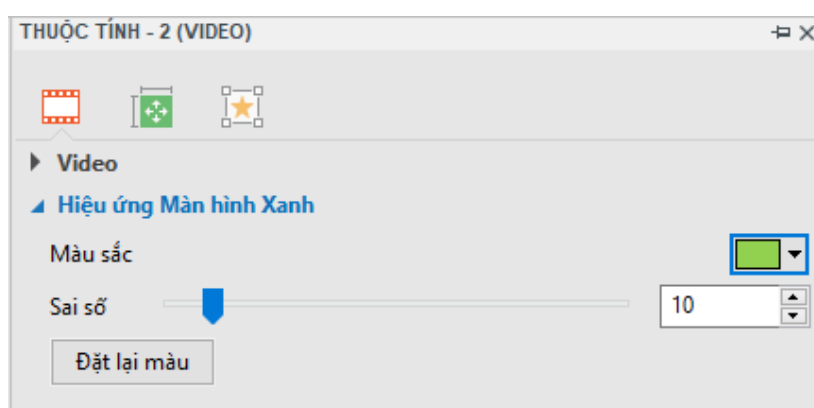 THUỘC TÍNH - 2 (VIDEO)
Video
Hiệu ứng Màn hình Xanh
Màu sắc
Sai số 10
Đặt lại màu